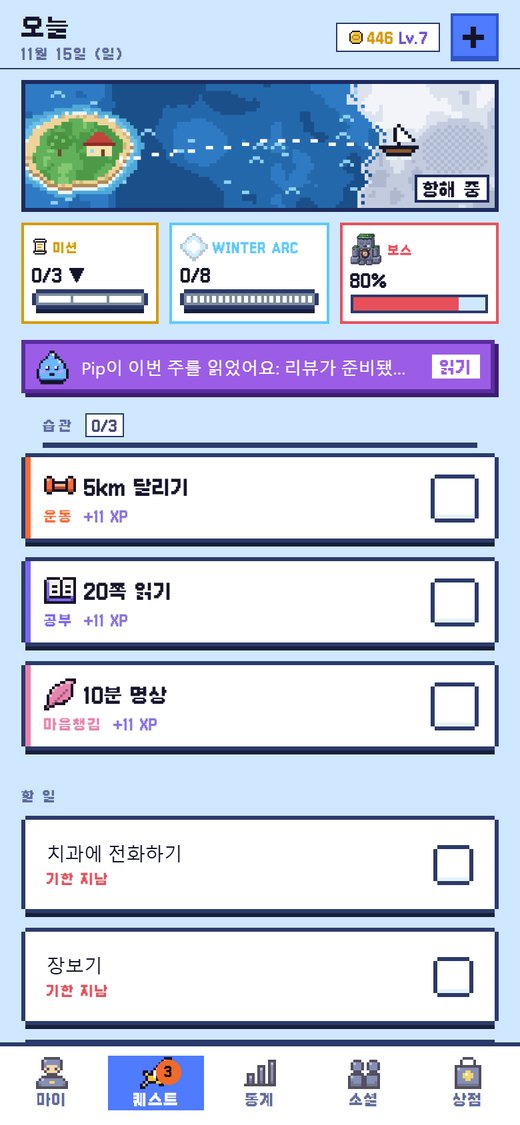 오늘
11월 15일 (일)
446 Lv.7
항해 중
미션
0/3 ▼
WINTER ARC
0/8
보스
80%
Pip이 이번 주를 읽었어요: 리뷰가 준비됐...
읽기
습관 0/3
5km 달리기
운동 +11 XP
20쪽 읽기
공부 +11 XP
10분 명상
마음챙김 +11 XP
할 일
치과에 전화하기
기한 지남
장보기
기한 지남
3
마이
퀘스트
통계
소셜
상점